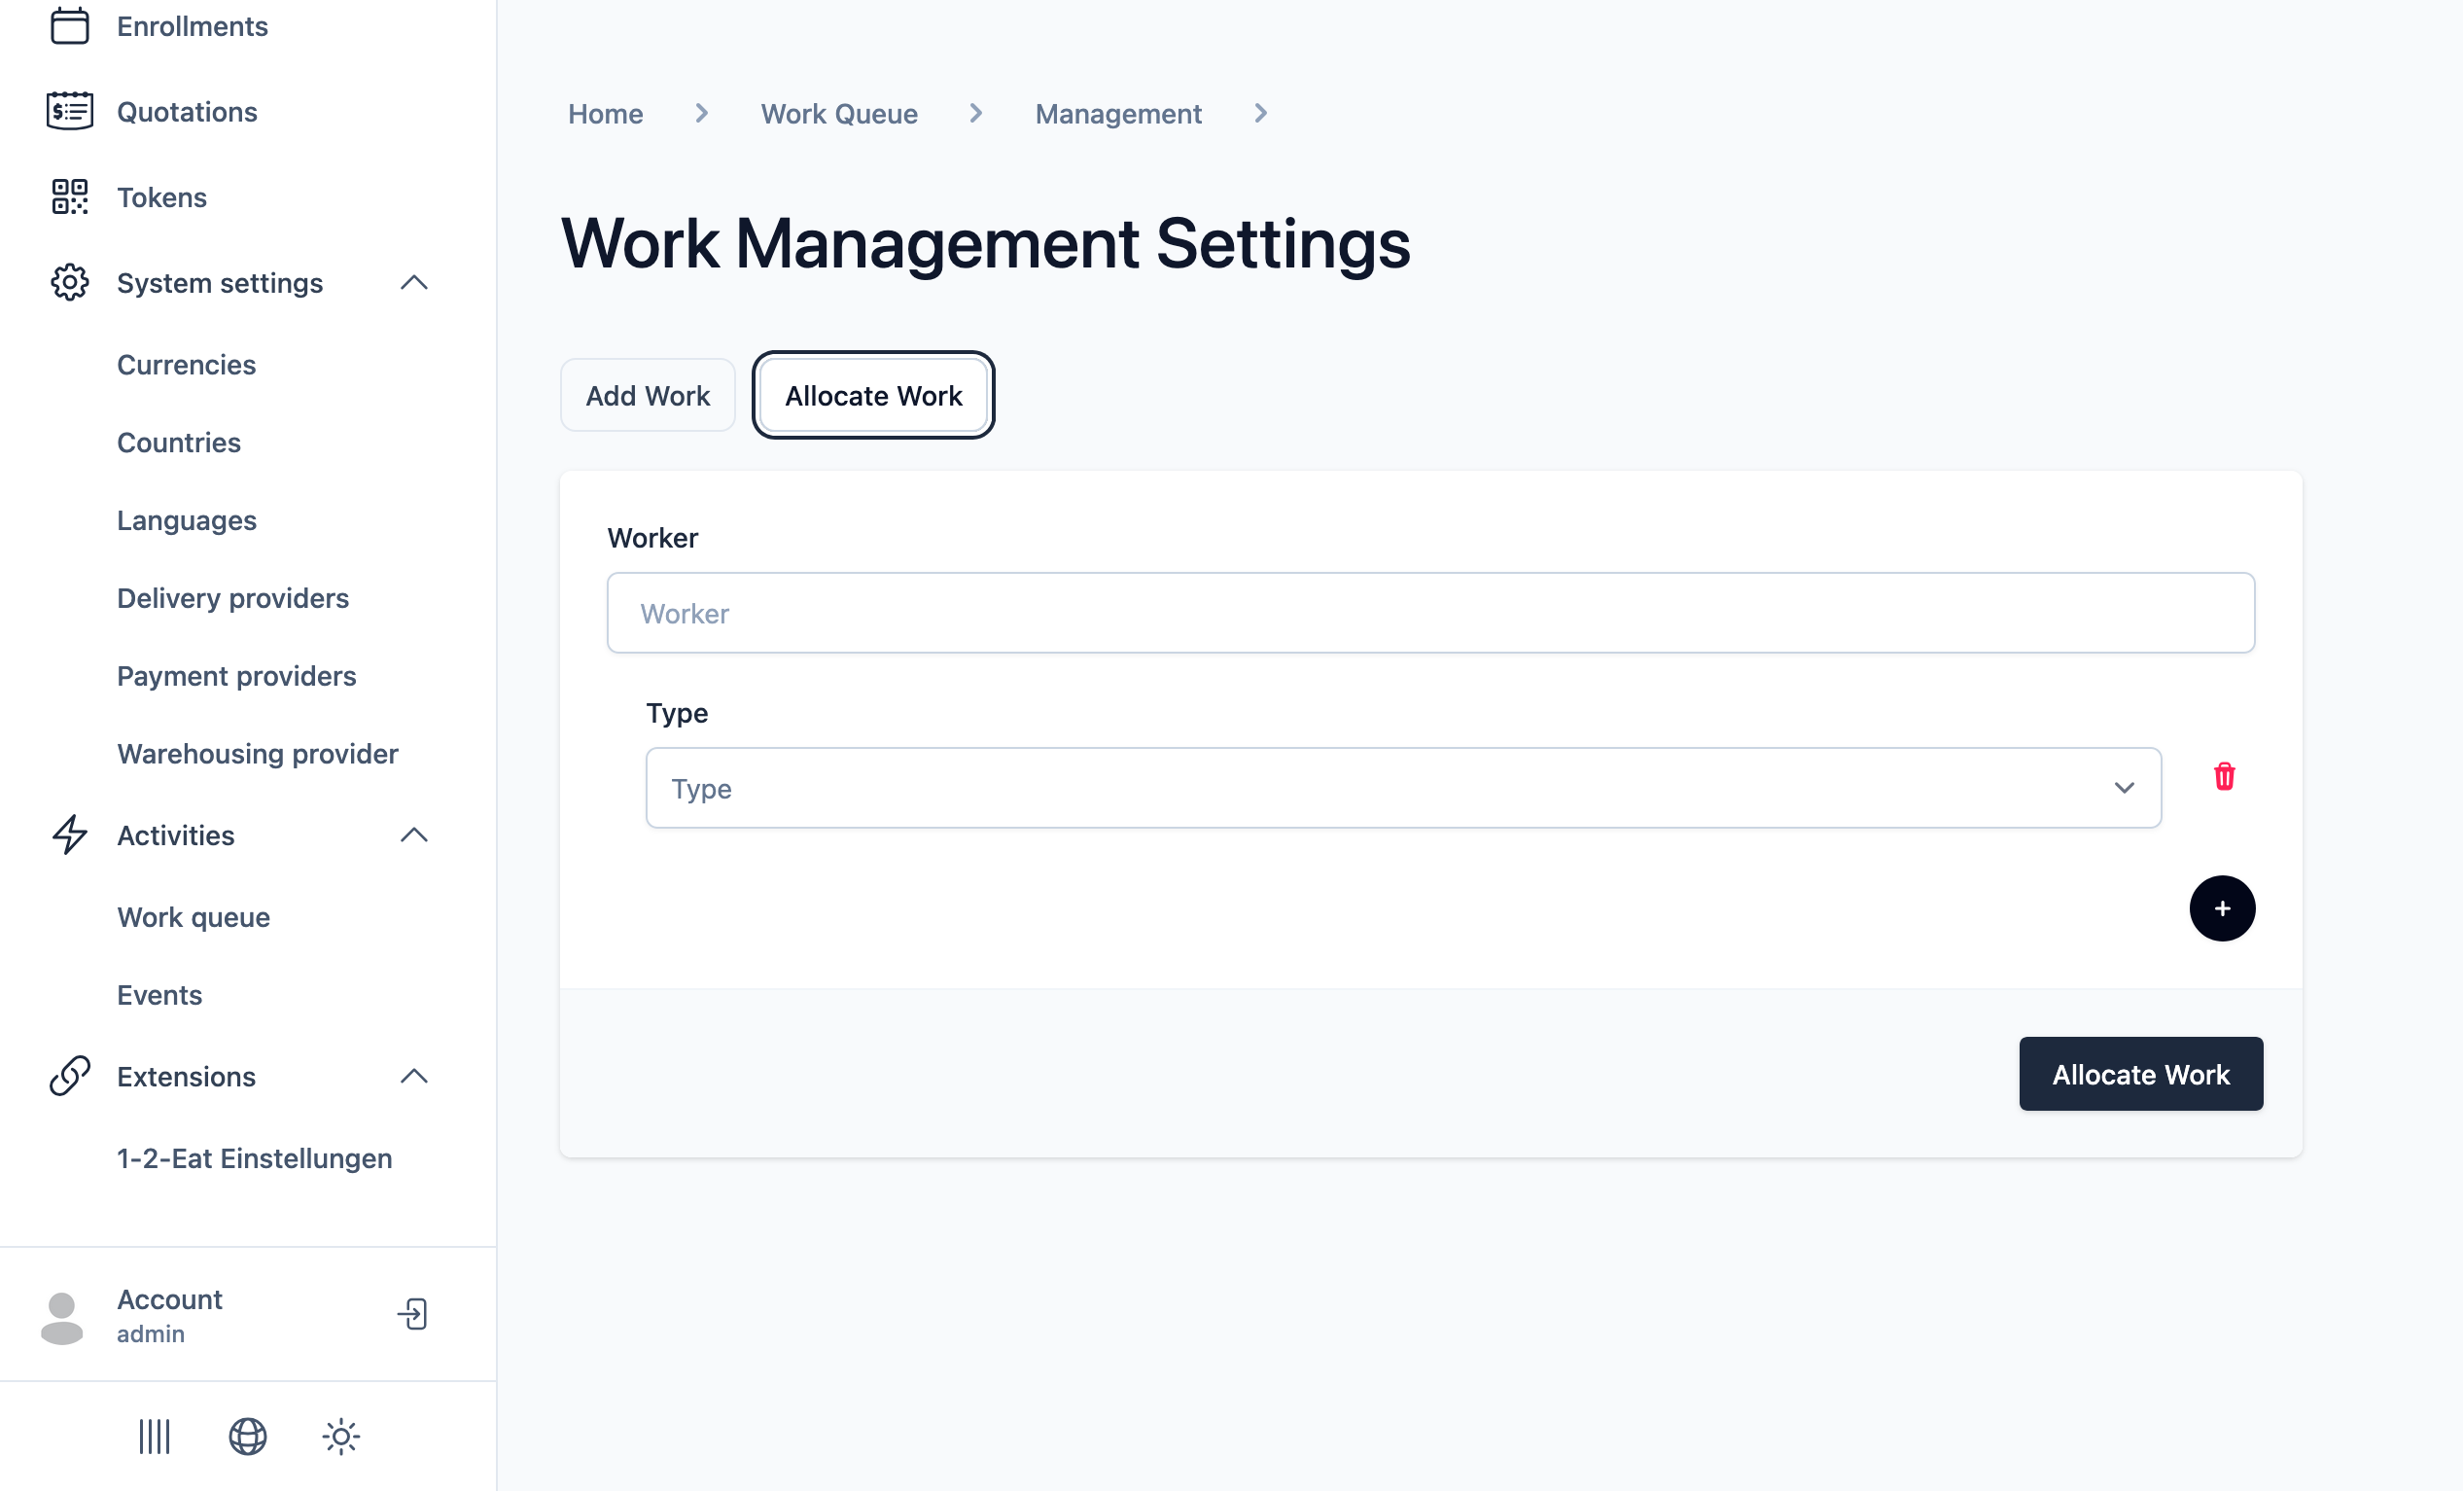 Enrollments
Quotations
Tokens
System settings
Currencies
Countries
Languages
Delivery providers
Payment providers
Warehousing provider
Activities
Work queue
Events
Extensions
1-2-Eat Einstellungen
Account
admin
Home
Work Queue
Management
Work Management Settings
Add Work
Allocate Work
Worker
Worker
Type
Type
Allocate Work